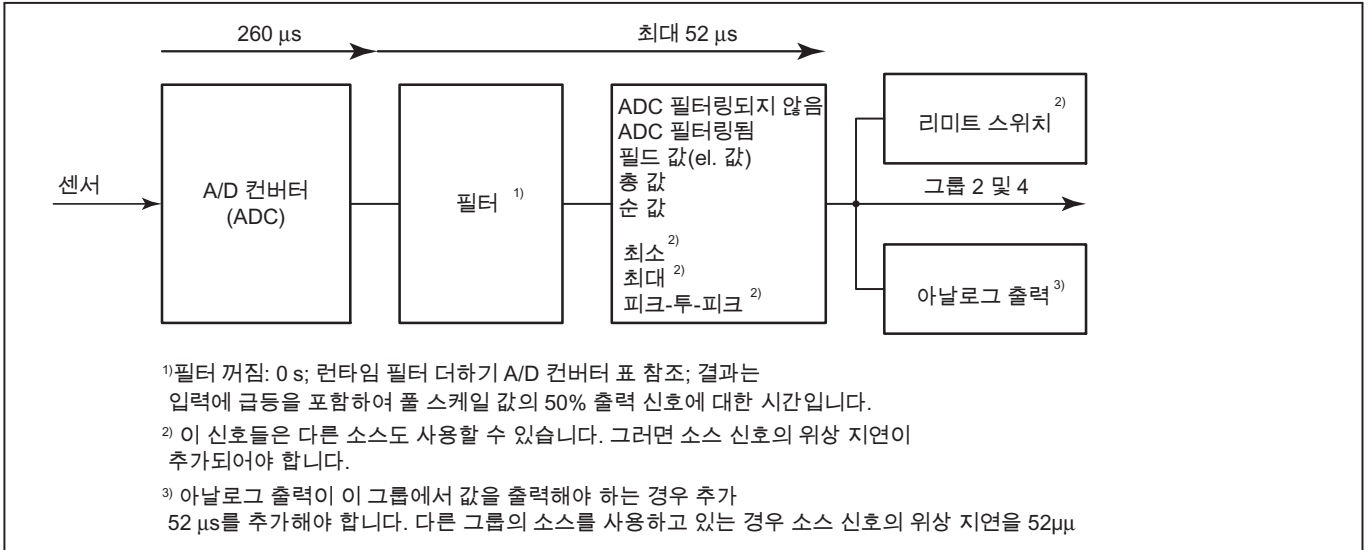 260 μs
최대 52 μs
센서
A/D 컨버터
(ADC)
필터 1)
ADC 필터링되지 않음
ADC 필터링됨
필드 값(el. 값)
총 값
순 값
최소 2)
최대 2)
피크-투-피크 2)
리미트 스위치 2)
그룹 2 및 4
아날로그 출력 3)
1)필터 꺼짐: 0 s; 런타임 필터 더하기 A/D 컨버터 표 참조; 결과는
입력에 급등을 포함하여 풀 스케일 값의 50% 출력 신호에 대한 시간입니다.
2) 이 신호들은 다른 소스도 사용할 수 있습니다. 그러면 소스 신호의 위상 지연이
추가되어야 합니다.
3) 아날로그 출력이 이 그룹에서 값을 출력해야 하는 경우 추가
52 μs를 추가해야 합니다. 다른 그룹의 소스를 사용하고 있는 경우 소스 신호의 위상 지연을 52µµ